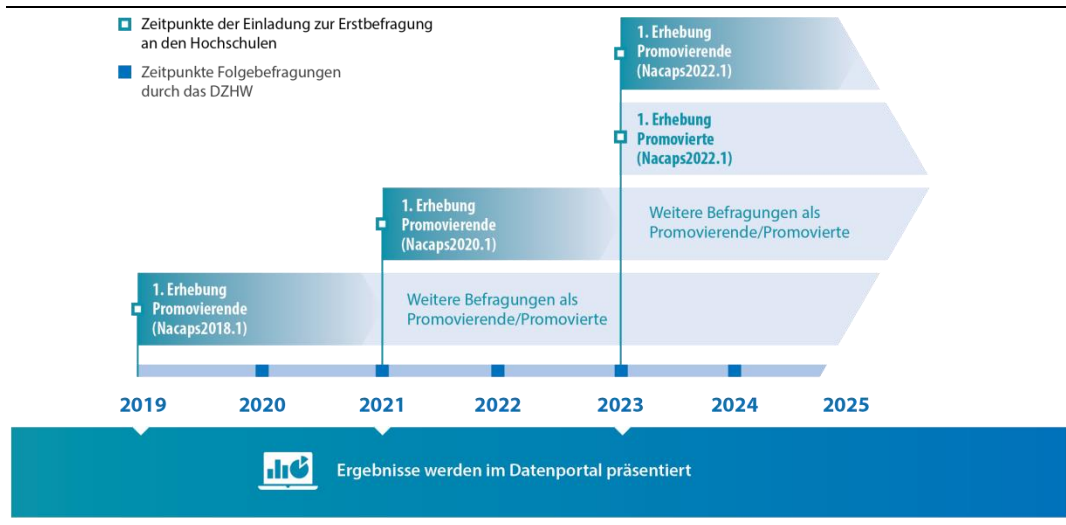 Zeitpunkte der Einladung zur Erstbefragung
an den Hochschulen
Zeitpunkte Folgebefragungen
durch das DZHW
1. Erhebung
Promovierende
(Nacaps2022.1)
1. Erhebung
Promovierte
(Nacaps2022.1)
1. Erhebung
Promovierende
(Nacaps2020.1)
Weitere Befragungen als
Promovierende/Promovierte
1. Erhebung
Promovierende
(Nacaps2018.1)
Weitere Befragungen als
Promovierende/Promovierte
2019 2020 2021 2022 2023 2024 2025
Ergebnisse werden im Datenportal präsentiert